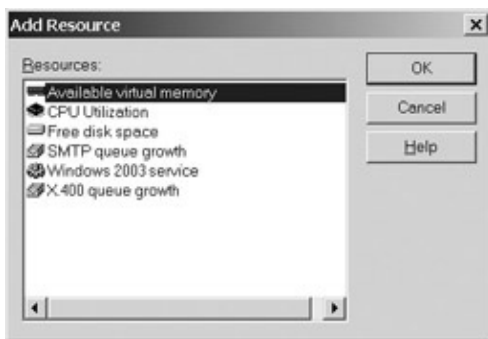 Add Resource
Resources:
Available virtual memory
CPU Utilization
Free disk space
SMTP queue growth
Windows 2003 service
X.400 queue growth
OK
Cancel
Help